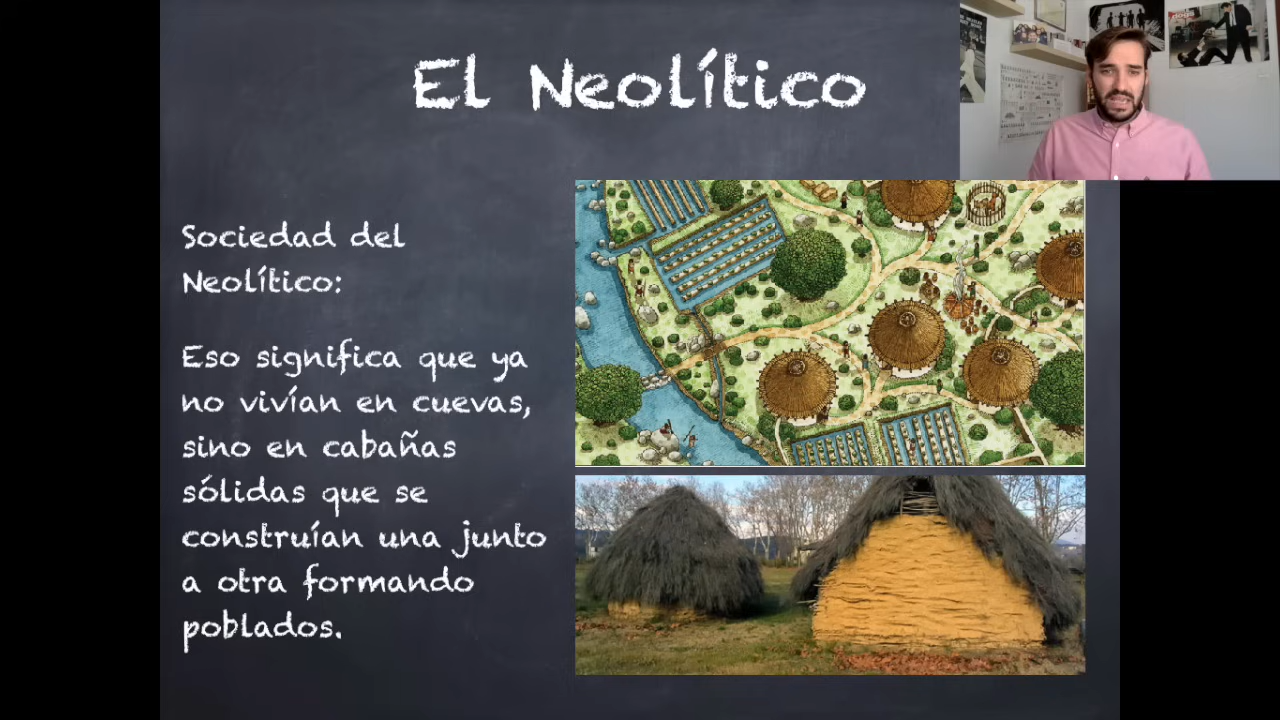 El Neolítico
Sociedad del
Neolítico:
Eso significa que ya
no vivían en cuevas,
sino en cabañas
sólidas que se
construían una junto
a otra formando
poblados.